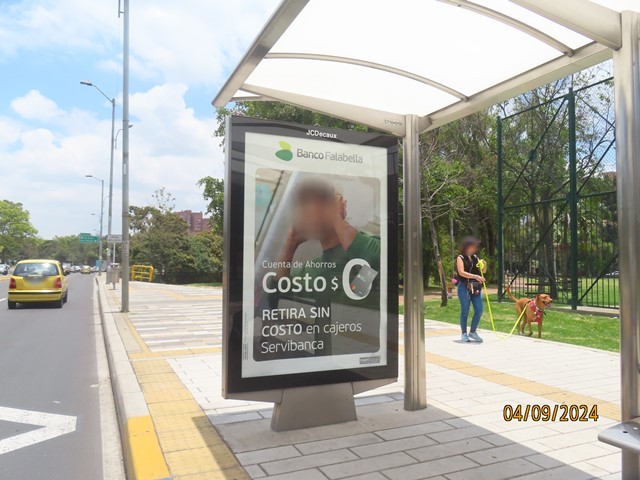 JCDecaux
Banco Falabella
Cuenta de Ahorros
Costo $0
RETIRA SIN
COSTO en cajeros
Servibanca
04/09/2024